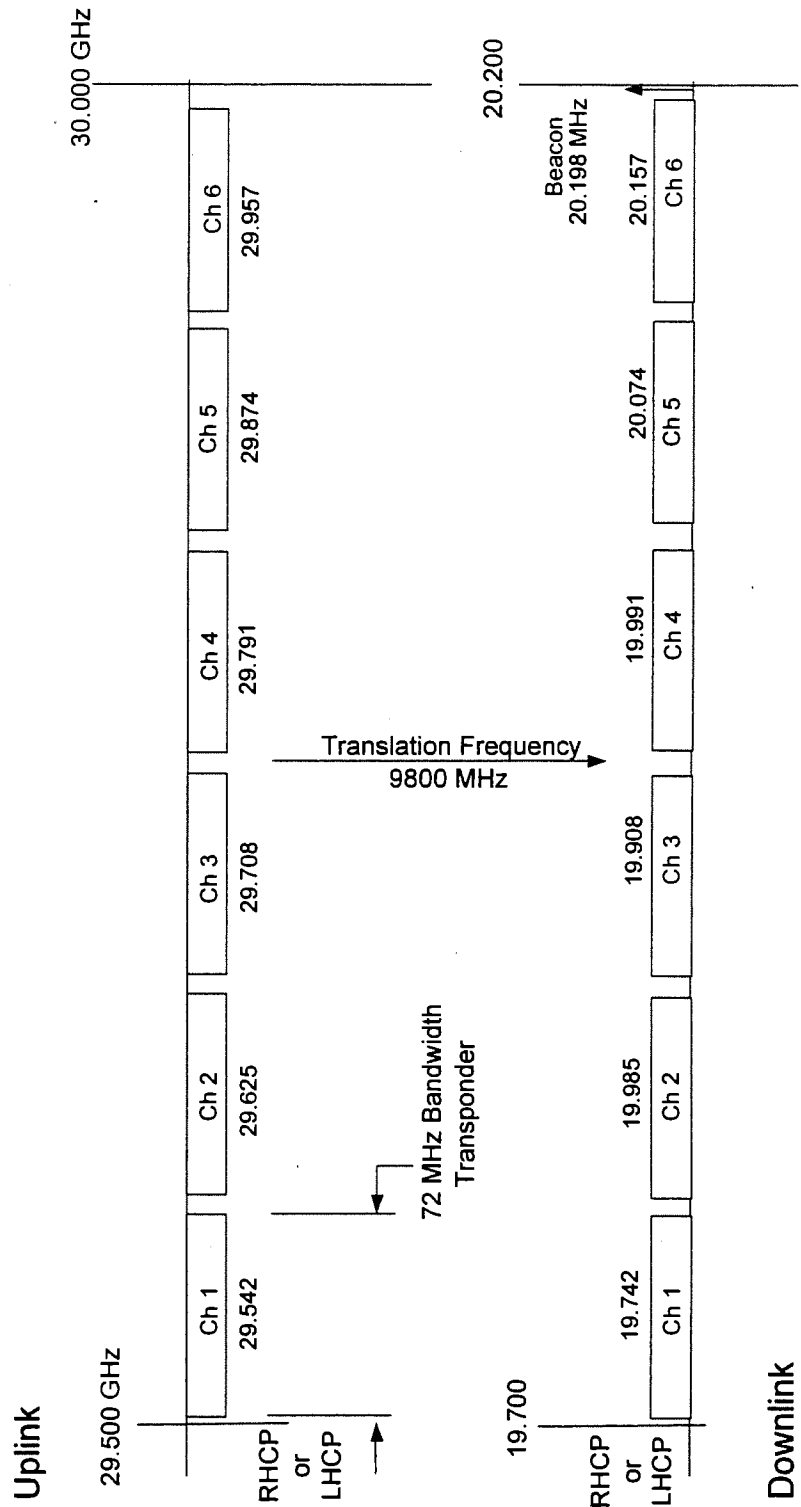 Uplink
29.500 GHz
30.000 GHz
Ch 1
Ch 2
Ch 3
Ch 4
Ch 5
Ch 6
29.542
29.625
29.708
29.791
29.874
29.957
RHCP
or
LHCP
72 MHz Bandwidth
Transponder
Translation Frequency
9800 MHz
Beacon
20.198 MHz
19.700
20.200
19.742
19.985
19.908
19.991
20.074
20.157
Ch 1
Ch 2
Ch 3
Ch 4
Ch 5
Ch 6
RHCP
or
LHCP
Downlink